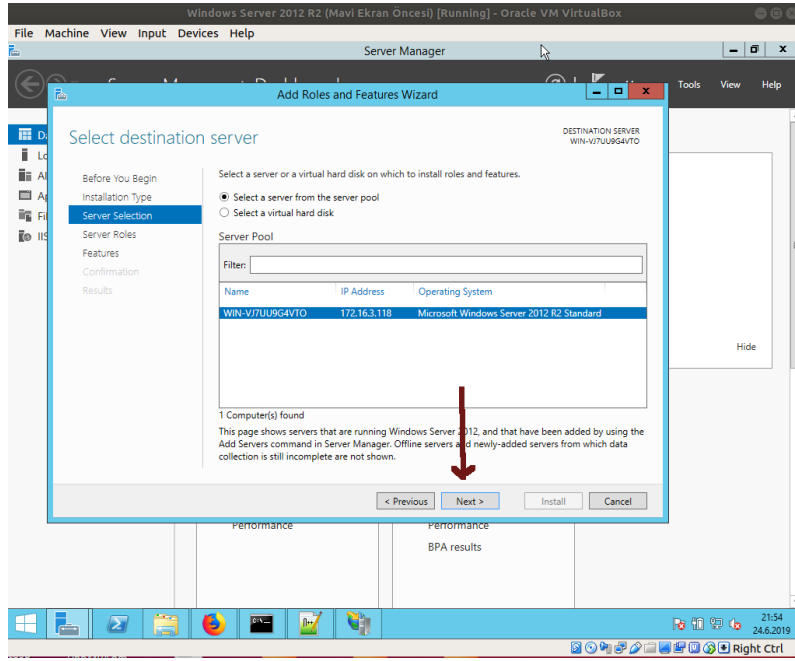 Windows Server 2012 R2 (Mavi Ekran Öncesi) [Running] - Oracle VM VirtualBox
File Machine View Input Devices Help
Server Manager
Tools View Help
Add Roles and Features Wizard
Select destination server
DESTINATION SERVER
WIN-VJ7UU9G4VTO
Before You Begin
Installation Type
Server Selection
Server Roles
Features
Confirmation
Results
Select a server or a virtual hard disk on which to install roles and features.
Select a server from the server pool
Select a virtual hard disk
Server Pool
Filter:
Name IP Address Operating System
WIN-VJ7UU9G4VTO 172.16.3.118 Microsoft Windows Server 2012 R2 Standard
1 Computer(s) found
This page shows servers that are running Windows Server 2012, and that have been added by using the
Add Servers command in Server Manager. Offline servers and newly-added servers from which data
collection is still incomplete are not shown.
< Previous Next > Install Cancel
Hide
Performance Performance
BPA results
21:54
24.6.2019
Right Ctrl